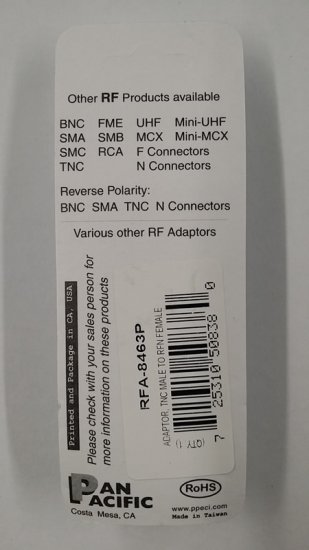 Other RF Products available
BNC FME UHF Mini-UHF
SMA SMB MCX Mini-MCX
SMC RCA F Connectors
TNC N Connectors
Reverse Polarity:
BNC SMA TNC N Connectors
Various other RF Adaptors
Printed and Package in CA, USA
Please check with your sales person for
more information on these products
RFA-8463P
ADAPTOR, TNC MALE TO RPN FEMALE
(QTY 1)
7 25310 50838 0
PAN
PACIFIC
Costa Mesa, CA
RoHS
www.ppeci.com
Made in Taiwan